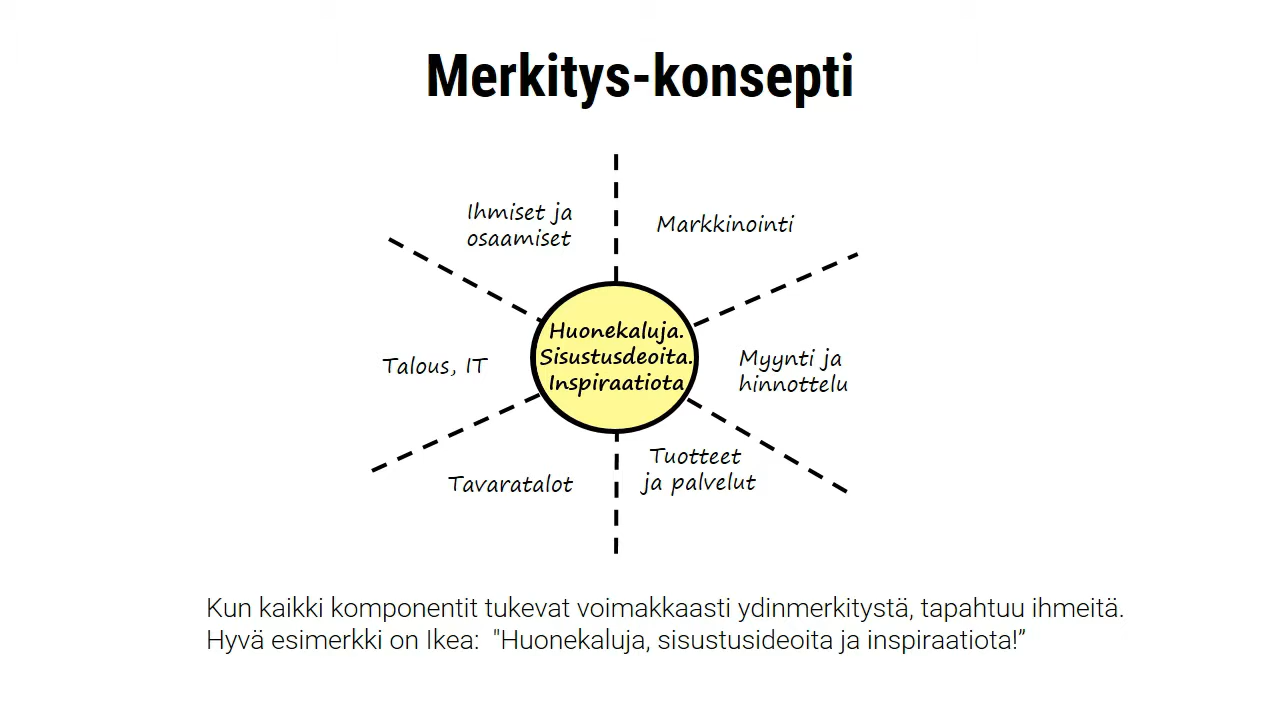 Merkitys-konsepti
Ihmiset ja
osaamiset
Markkinointi
Huonekaluja.
Sisustusdeoita.
Inspiraatiota
Talous, IT
Myynti ja
hinnottelu
Tavaratalot
Tuotteet
ja palvelut
Kun kaikki komponentit tukevat voimakkaasti ydinmerkitystä, tapahtuu ihmeitä.
Hyvä esimerkki on Ikea:  "Huonekaluja, sisustusideoita ja inspiraatiota!”